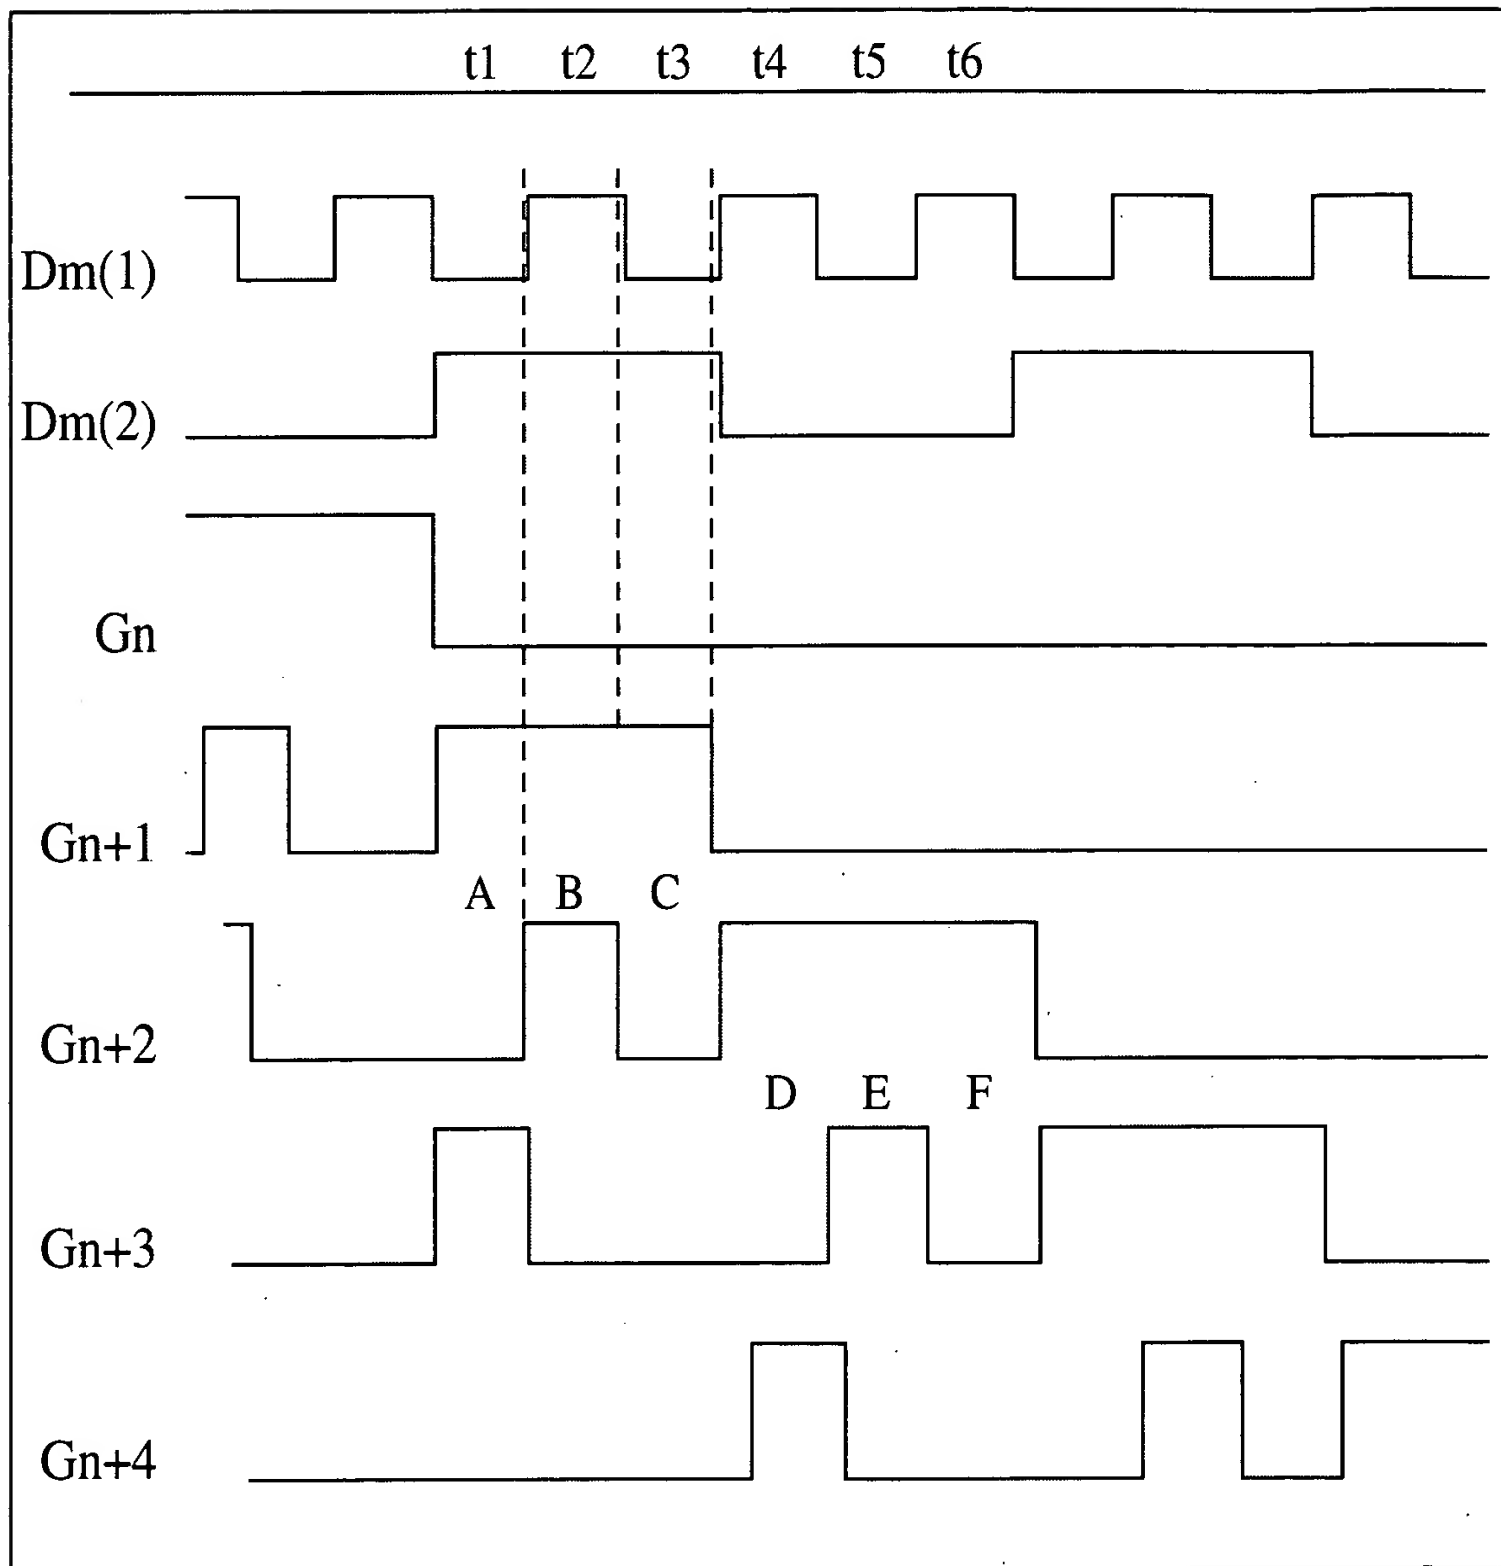 t1 t2 t3 t4 t5 t6
Dm(1)
Dm(2)
Gn
Gn+1
A B C
Gn+2
D E F
Gn+3
Gn+4